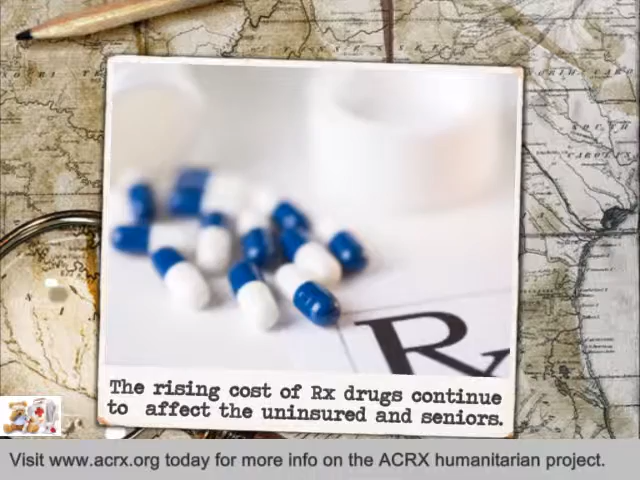 Rx
The rising cost of Rx drugs continue
to affect the uninsured and seniors.
Visit www.acrx.org today for more info on the ACRX humanitarian project.